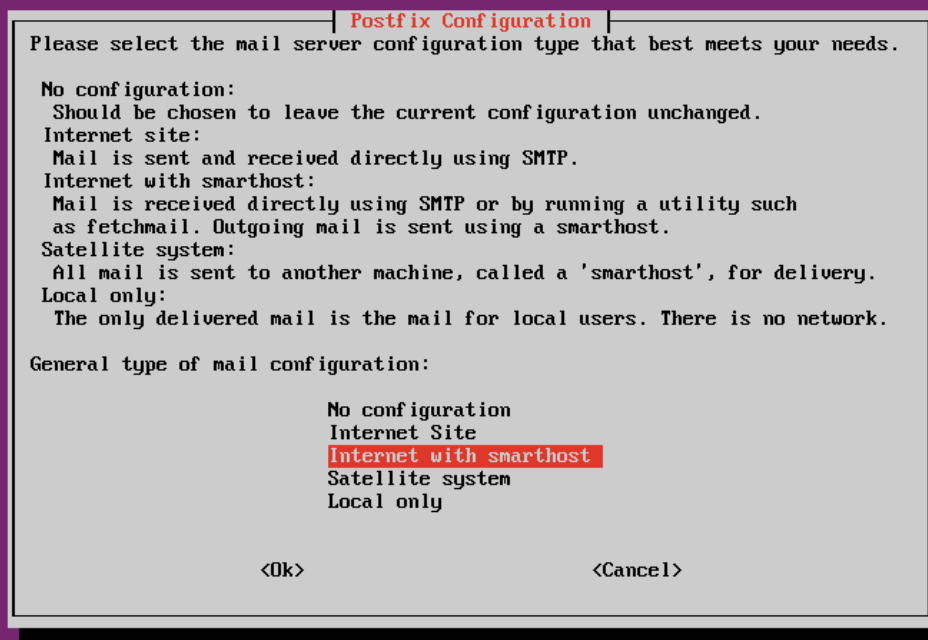 Postfix Configuration
Please select the mail server configuration type that best meets your needs.
No configuration:
Should be chosen to leave the current configuration unchanged.
Internet site:
Mail is sent and received directly using SMTP.
Internet with smarthost:
Mail is received directly using SMTP or by running a utility such
as fetchmail. Outgoing mail is sent using a smarthost.
Satellite system:
All mail is sent to another machine, called a 'smarthost', for delivery.
Local only:
The only delivered mail is the mail for local users. There is no network.
General type of mail configuration:
No configuration
Internet Site
Internet with smarthost
Satellite system
Local only
<Ok> <Cancel>